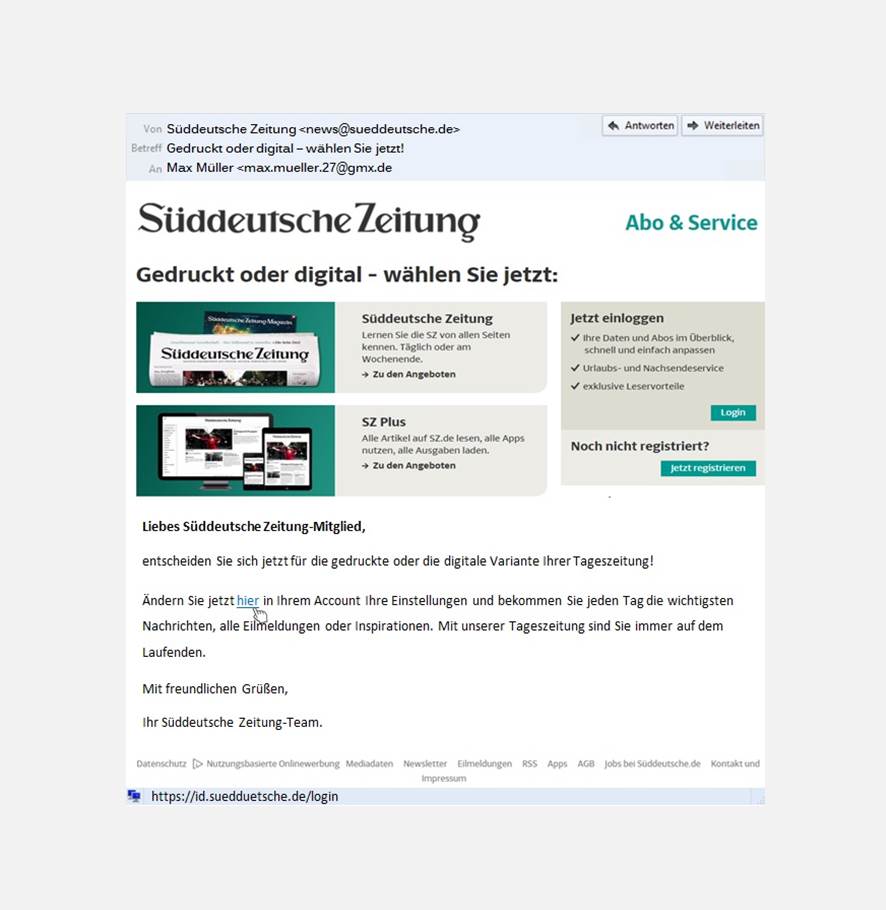 Von Süddeutsche Zeitung <news@sueddeutsche.de>
Antworten
Weiterleiten
Betreff Gedruckt oder digital – wählen Sie jetzt!
An Max Müller <max.mueller.27@gmx.de
Süddeutsche Zeitung
Abo & Service
Gedruckt oder digital – wählen Sie jetzt:
Süddeutsche Zeitung Magazin
Süddeutsche Zeitung
Süddeutsche Zeitung
Lernen Sie die SZ von allen Seiten
kennen. Täglich oder am
Wochenende.
→ Zu den Angeboten
SZ Plus
Alle Artikel auf SZ.de lesen, alle Apps
nutzen, alle Ausgaben laden.
→ Zu den Angeboten
Jetzt einloggen
✓ Ihre Daten und Abos im Überblick,
schnell und einfach anpassen
✓ Urlaubs- und Nachsendeservice
✓ exklusive Leservorteile
Login
Noch nicht registriert?
Jetzt registrieren
Liebes Süddeutsche Zeitung-Mitglied,
entscheiden Sie sich jetzt für die gedruckte oder die digitale Variante Ihrer Tageszeitung!
Ändern Sie jetzt hier in Ihrem Account Ihre Einstellungen und bekommen Sie jeden Tag die wichtigsten
Nachrichten, alle Eilmeldungen oder Inspirationen. Mit unserer Tageszeitung sind Sie immer auf dem
Laufenden.
Mit freundlichen Grüßen,
Ihr Süddeutsche Zeitung-Team.
Datenschutz Nutzungsbasierte Onlinewerbung Mediadaten Newsletter Eilmeldungen RSS Apps AGB Jobs bei Süddeutsche.de Kontakt und
Impressum
https://id.suedduetsche.de/login